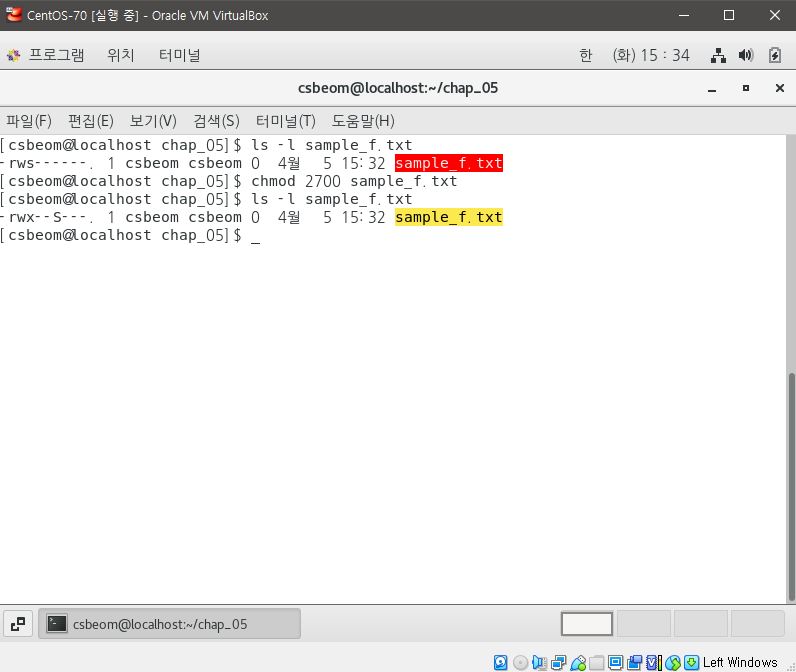 CentOS-70 [실행 중] - Oracle VM VirtualBox
프로그램 위치 터미널 한 (화) 15 : 34
csbeom@localhost:~/chap_05
파일(F) 편집(E) 보기(V) 검색(S) 터미널(T) 도움말(H)
[csbeom@localhost chap_05]$ ls -l sample_f.txt
-rws------. 1 csbeom csbeom 0 4월 5 15:32 sample_f.txt
[csbeom@localhost chap_05]$ chmod 2700 sample_f.txt
[csbeom@localhost chap_05]$ ls -l sample_f.txt
-rwx--S---. 1 csbeom csbeom 0 4월 5 15:32 sample_f.txt
[csbeom@localhost chap_05]$ _
csbeom@localhost:~/chap_05
Left Windows